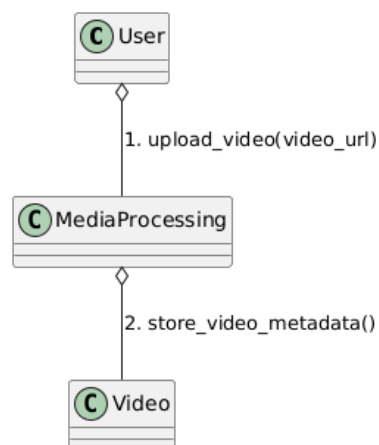 C User
1. upload_video(video_url)
C MediaProcessing
2. store_video_metadata()
C Video